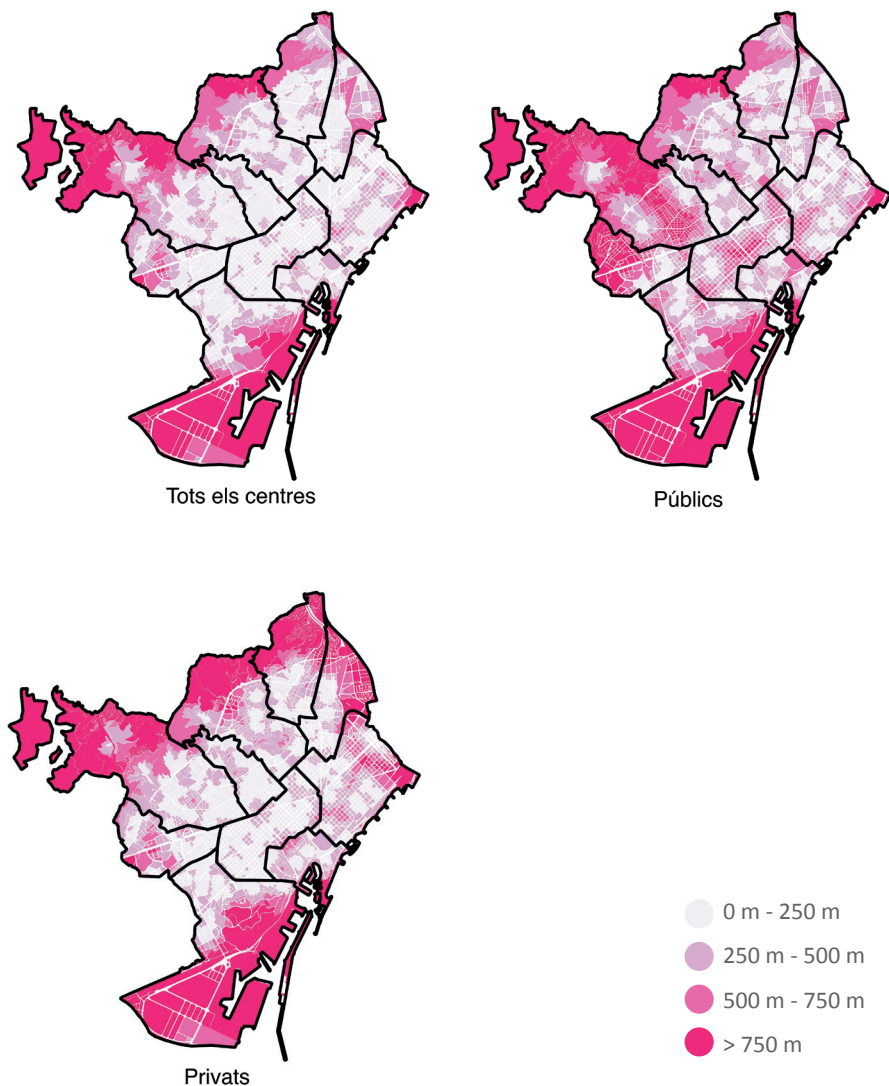 Tots els centres
Públics
Privats
0 m - 250 m
250 m - 500 m
500 m - 750 m
> 750 m